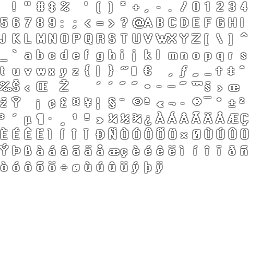 ! " # $ % ' ( ) * + , - . / 0 1 2 3 4
5 6 7 8 9 : ; < = > ? @ A B C D E F G H I
J K L M N O P Q R S T U V W X Y Z [ \ ] ^
_ ` a b c d e f g h i j k l m n o p q r s
t u v w x y z { | } ~ , ƒ „ … † ‡ ˆ
‰ Š ‹ Œ Ž ‘ ’ “ ” • – — ˜ ™ š › œ
ž Ÿ ¡ ¢ £ ¤ ¥ ¦ § ¨ © ª « ¬ - ® ¯ ° ± ²
³ ´ µ ¶ · ¸ ¹ º » ¼ ½ ¾ ¿ À Á Â Ã Ä Å Æ Ç
È É Ê Ë Ì Í Î Ï Ð Ñ Ò Ó Ô Õ Ö × Ø Ù Ú Û Ü
Ý Þ ß à á â ã ä å æ ç è é ê ë ì í î ï ð ñ
ò ó ô õ ö ÷ ø ù ú û ü ý þ ÿ